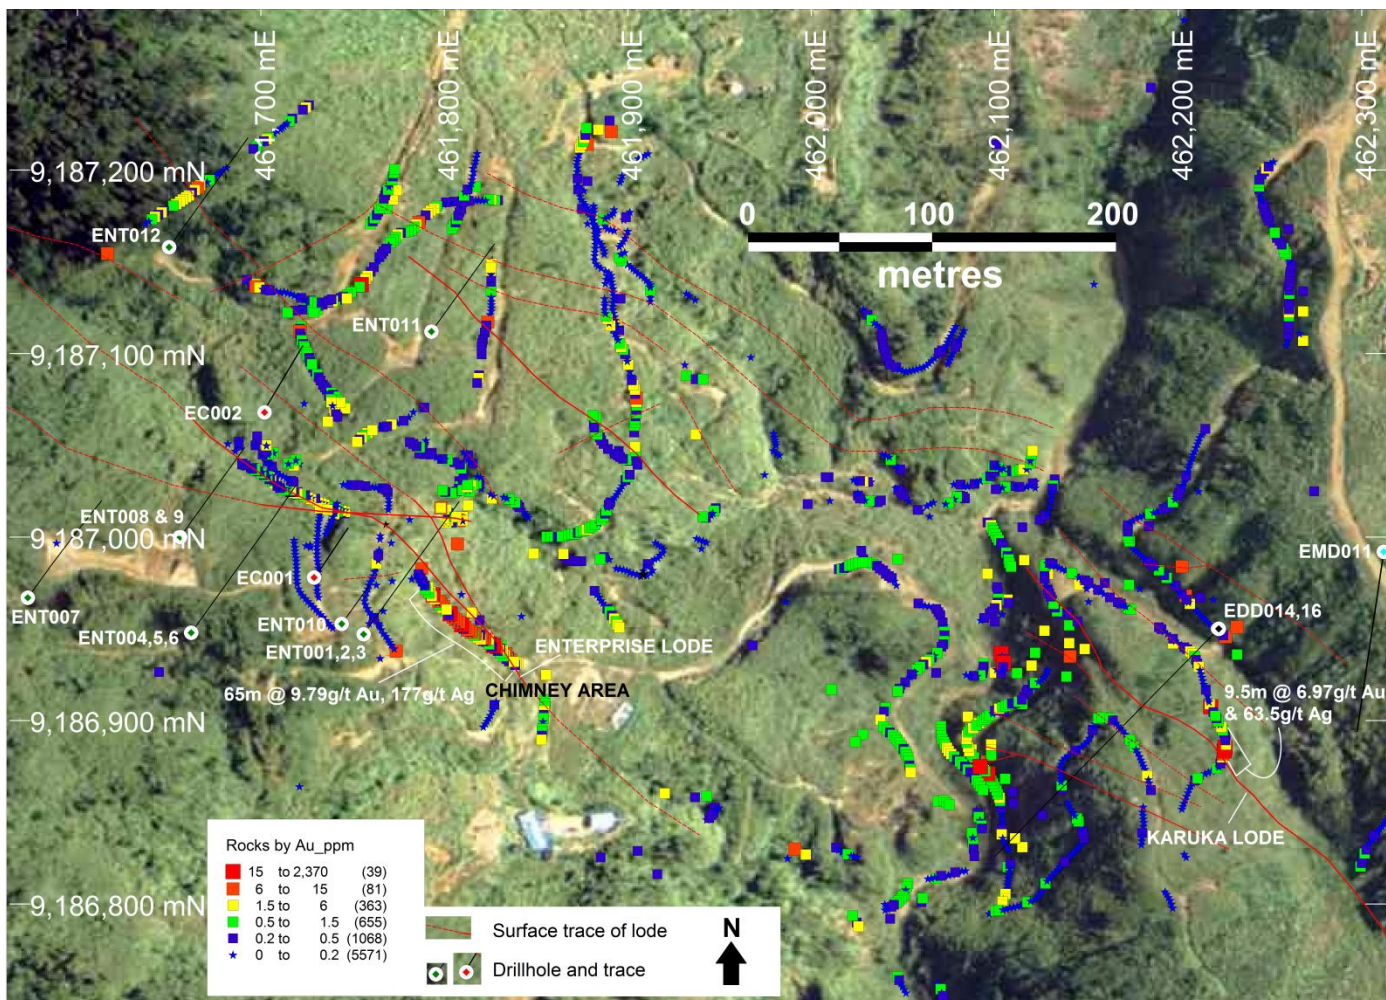 461,700 mE
461,800 mE
461,900 mE
462,000 mE
462,100 mE
462,200 mE
462,300 mE
9,187,200 mN
ENT012
0 100 200
metres
ENT011
9,187,100 mN
EC002
ENT008 & 9
9,187,000 mN
EMD011
EC001
ENT007
ENT010
EDD014,16
ENT004,5,6
ENT001,2,3
ENTERPRISE LODE
65m @ 9.79g/t Au, 177g/t Ag
CHIMNEY AREA
9.5m @ 6.97g/t Au
& 63.5g/t Ag
9,186,900 mN
KARUKA LODE
9,186,800 mN
Rocks by Au_ppm
15 to 2,370 (39)
6 to 15 (81)
1.5 to 6 (363)
0.5 to 1.5 (655)
0.2 to 0.5 (1068)
0 to 0.2 (5571)
Surface trace of lode
Drillhole and trace
N